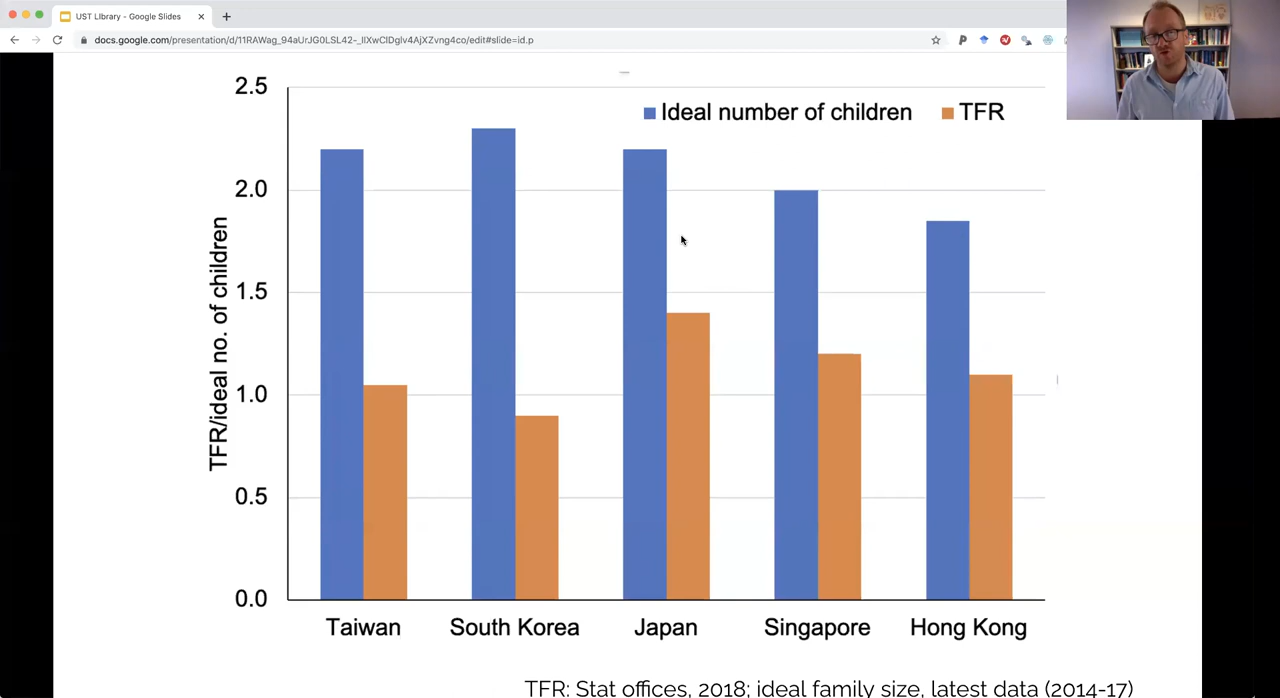 UST LIbrary - Google Slides
docs.google.com/presentation/d/11RAWag_94aUrJG0LSL42-_lIXwClDglv4AjXZvng4co/edit#slide=id.p
Ideal number of children TFR
TFR/ideal no. of children
2.5
2.0
1.5
1.0
0.5
0.0
Taiwan South Korea Japan Singapore Hong Kong
TFR: Stat offices, 2018; ideal family size, latest data (2014-17)